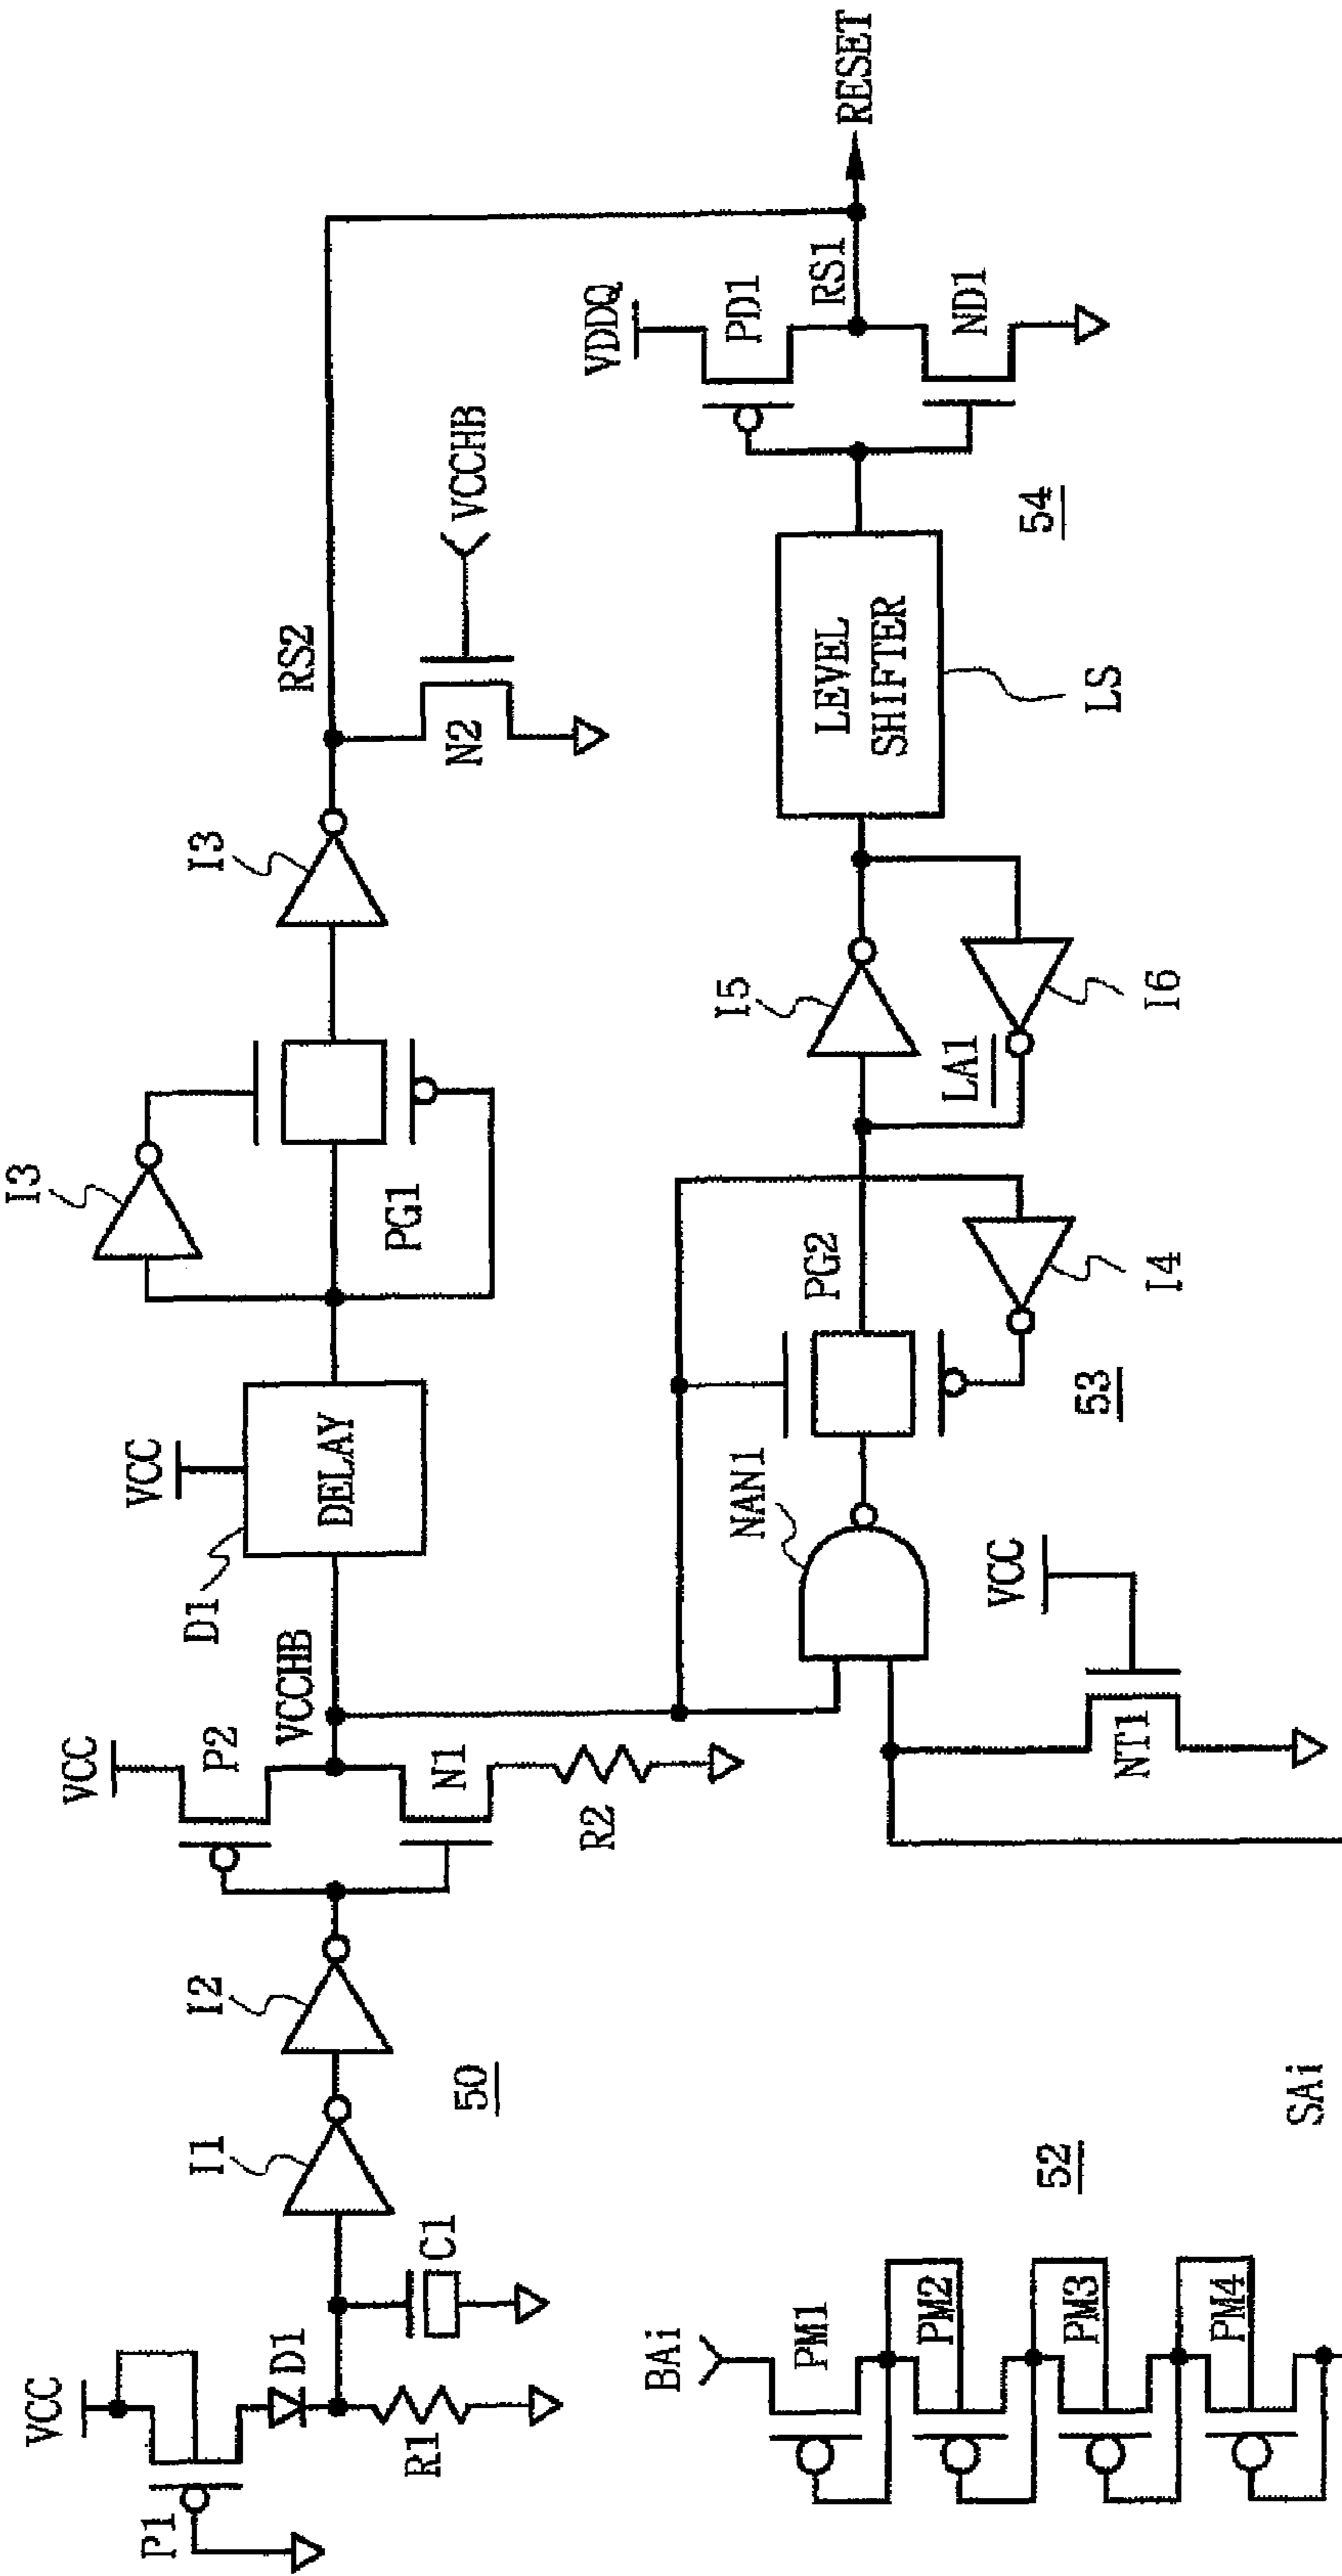 VCC
P1
D1
R1
C1
I1
I2
50
VCC
P2
N1
R2
VCCHB
D1
VCC
DELAY
I3
PG1
I3
RS2
N2
VCCHB
RESET
BAi
PM1
PM2
PM3
PM4
52
SAi
NT1
VCC
NAN1
PG2
53
I4
I5
LA1
I6
LEVEL
SHIFTER
LS
54
VDDQ
PD1
RS1
ND1